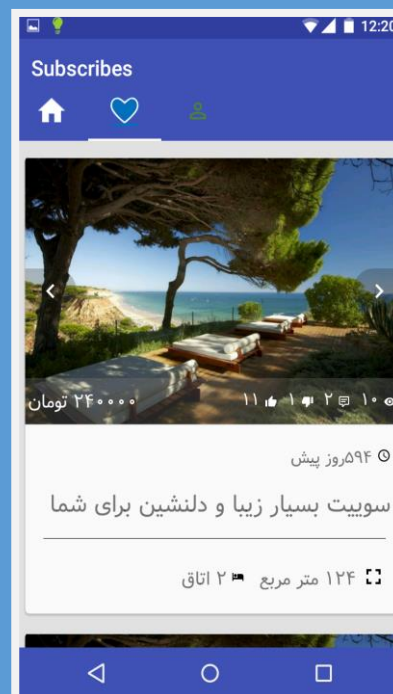 12:20
Subscribes
۱۰ ۲ ۱ ۱۱ ۲۴۰۰۰۰ تومان
۵۹۴روز پیش
سوییت بسیار زیبا و دلنشین برای شما
۱۲۴ متر مربع ۲ اتاق